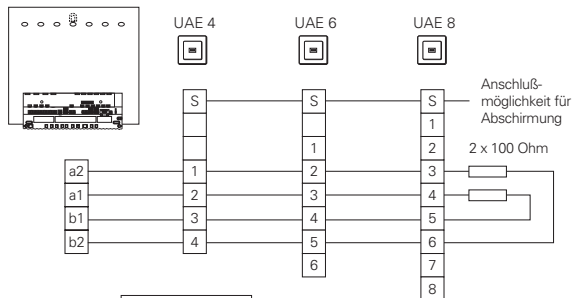 UAE 4 UAE 6 UAE 8
S S S Anschluß-
möglichkeit für
Abschirmung
1
1 2 2 x 100 Ohm
a2 1 2 3
a1 2 3 4
b1 3 4 5
b2 4 5 6
6 7
8